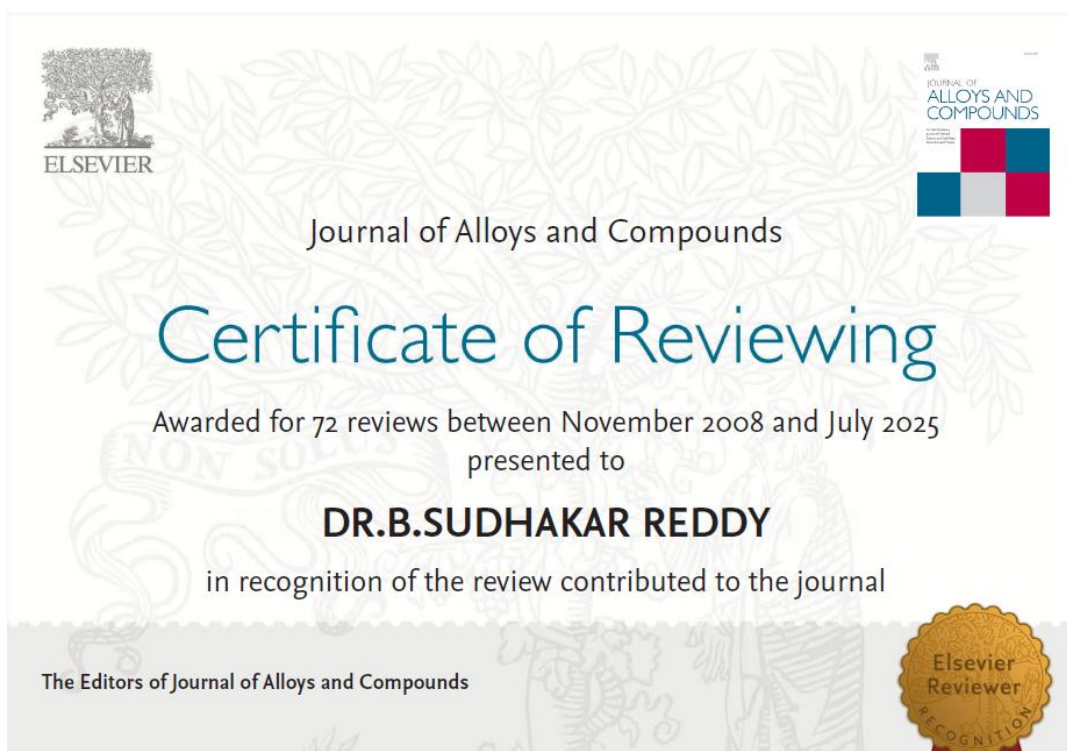 ELSEVIER
JOURNAL OF
ALLOYS AND
COMPOUNDS
Journal of Alloys and Compounds
Certificate of Reviewing
Awarded for 72 reviews between November 2008 and July 2025
presented to
NON SOLUS
DR.B.SUDHAKAR REDDY
in recognition of the review contributed to the journal
The Editors of Journal of Alloys and Compounds
Elsevier
Reviewer
RECOGNITION